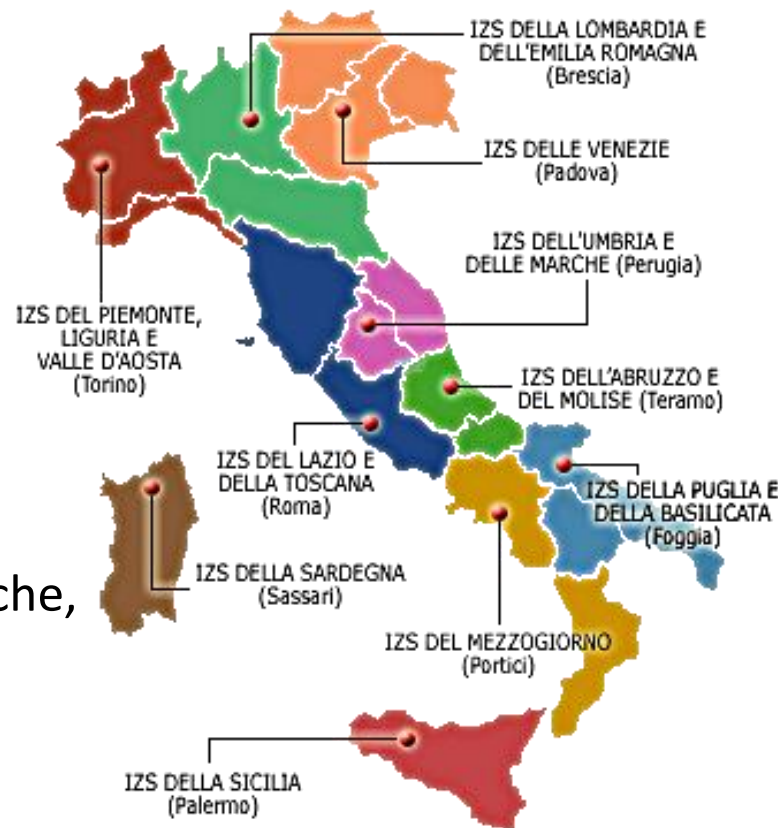 IZS DELLA LOMBARDIA E
DELL'EMILIA ROMAGNA
(Brescia)
IZS DELLE VENEZIE
(Padova)
IZS DELL'UMBRIA E
DELLE MARCHE (Perugia)
IZS DEL PIEMONTE,
LIGURIA E
VALLE D'AOSTA
(Torino)
IZS DELL'ABRUZZO E
DEL MOLISE (Teramo)
IZS DEL LAZIO E
DELLA TOSCANA
(Roma)
IZS DELLA PUGLIA E
DELLA BASILICATA
(Foggia)
IZS DELLA SARDEGNA
(Sassari)
che,
IZS DEL MEZZOGIORNO
(Portici)
IZS DELLA SICILIA
(Palermo)